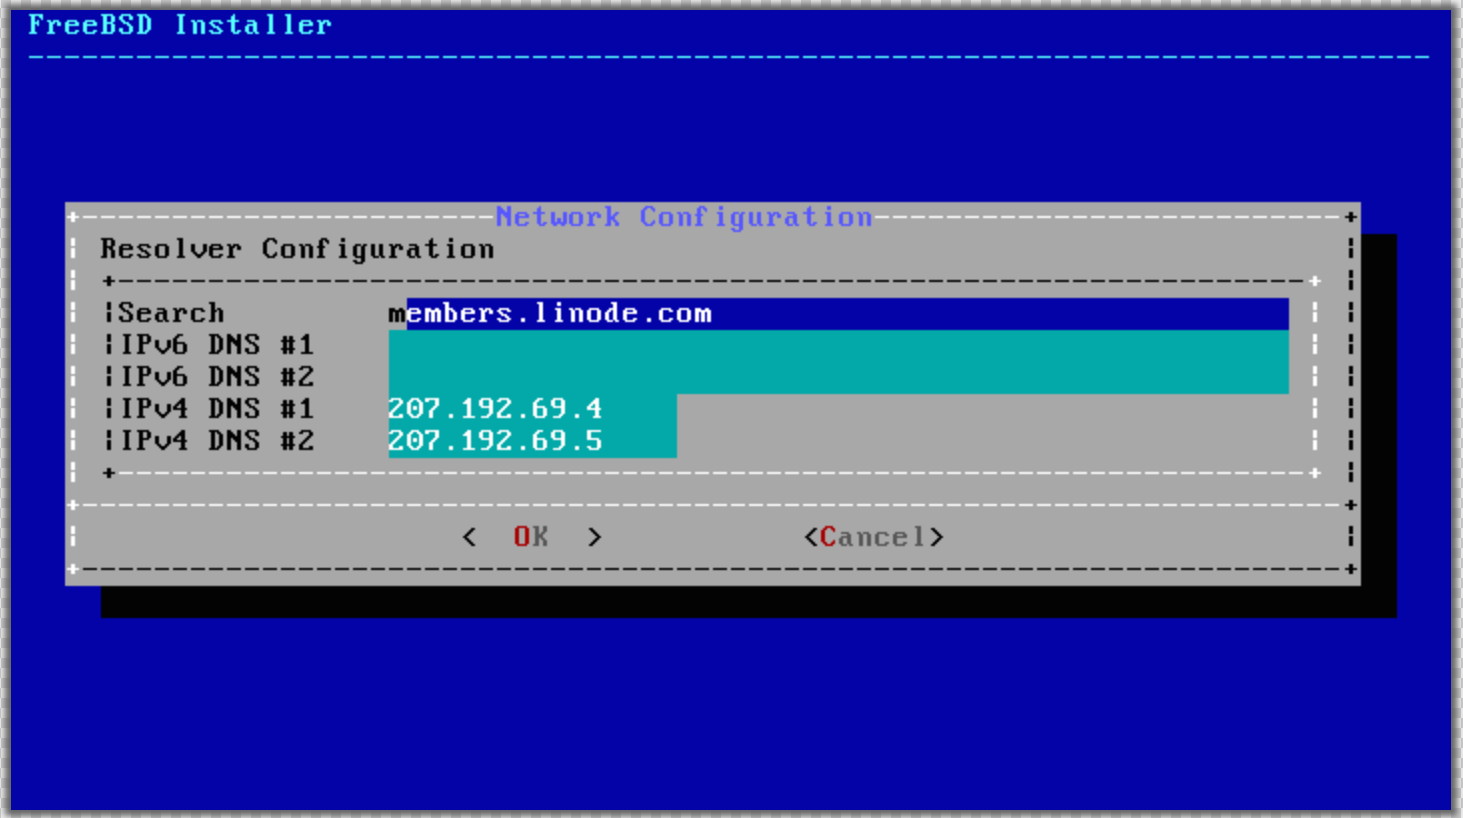 FreeBSD Installer
Network Configuration
Resolver Configuration
Search members.linode.com
IPv6 DNS #1
IPv6 DNS #2
IPv4 DNS #1 207.192.69.4
IPv4 DNS #2 207.192.69.5
< OK > <Cancel>